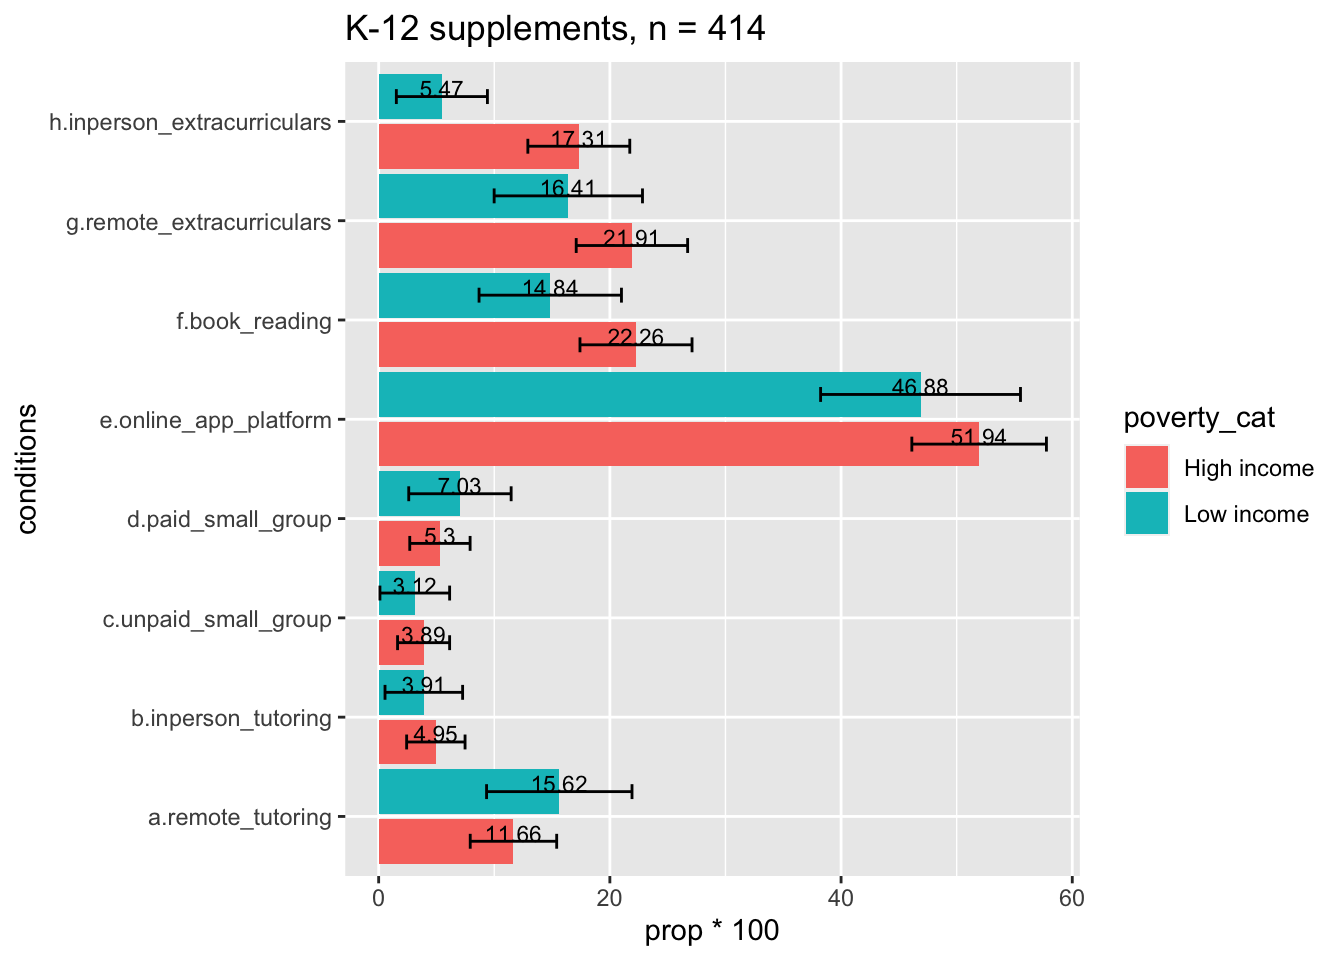 K-12 supplements, n = 414
conditions
h.inperson_extracurriculars
5.47
17.31
g.remote_extracurriculars
16.41
21.91
f.book_reading
14.84
22.26
e.online_app_platform
46.88
51.94
d.paid_small_group
7.03
5.3
c.unpaid_small_group
3.12
3.89
b.inperson_tutoring
3.91
4.95
a.remote_tutoring
15.62
11.66
0 20 40 60
prop * 100
poverty_cat
High income
Low income